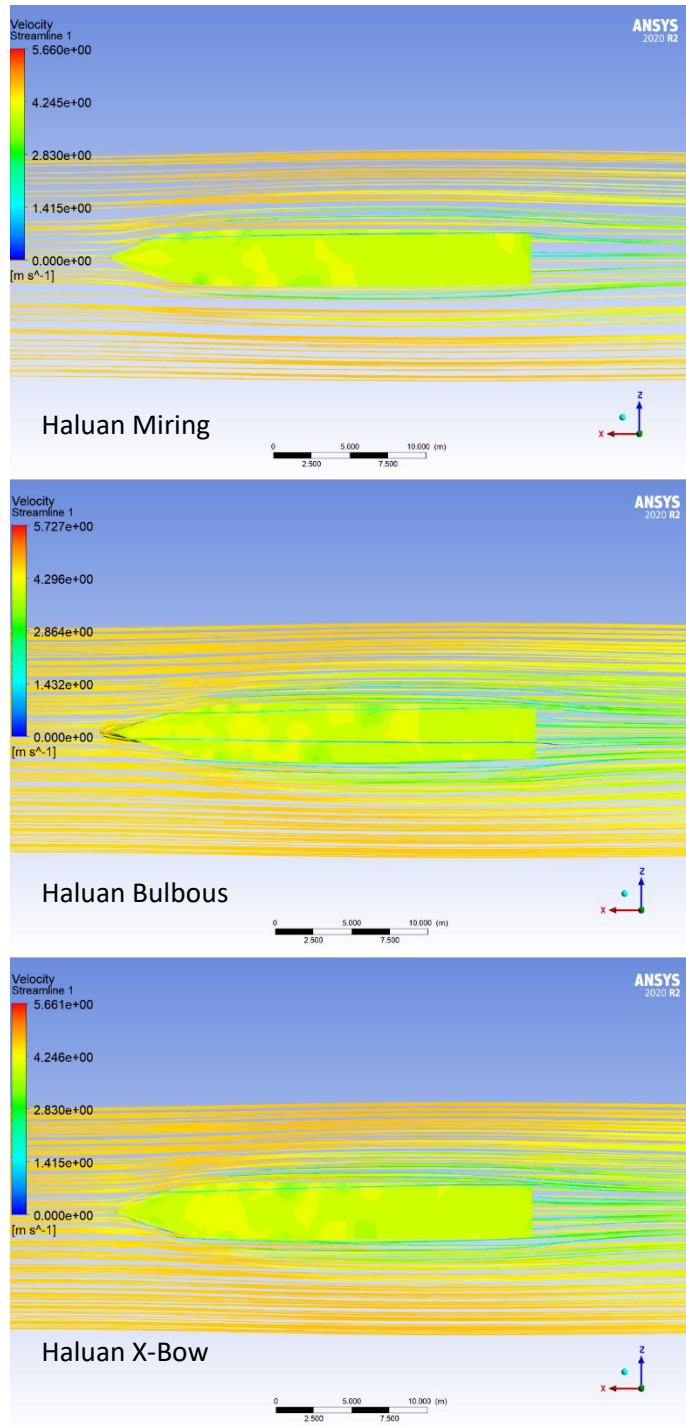 Velocity
Streamline 1
ANSYS
2020 R2
5.660e+00
4.245e+00
2.830e+00
1.415e+00
0.000e+00
[m s^-1]
Z
X
Haluan Miring
0 5.000 10.000 (m)
2.500 7.500
Velocity
Streamline 1
ANSYS
2020 R2
5.727e+00
4.296e+00
2.864e+00
1.432e+00
0.000e+00
[m s^-1]
Z
X
Haluan Bulbous
0 5.000 10.000 (m)
2.500 7.500
Velocity
Streamline 1
ANSYS
2020 R2
5.661e+00
4.246e+00
2.830e+00
1.415e+00
0.000e+00
[m s^-1]
Z
X
Haluan X-Bow
0 5.000 10.000 (m)
2.500 7.500